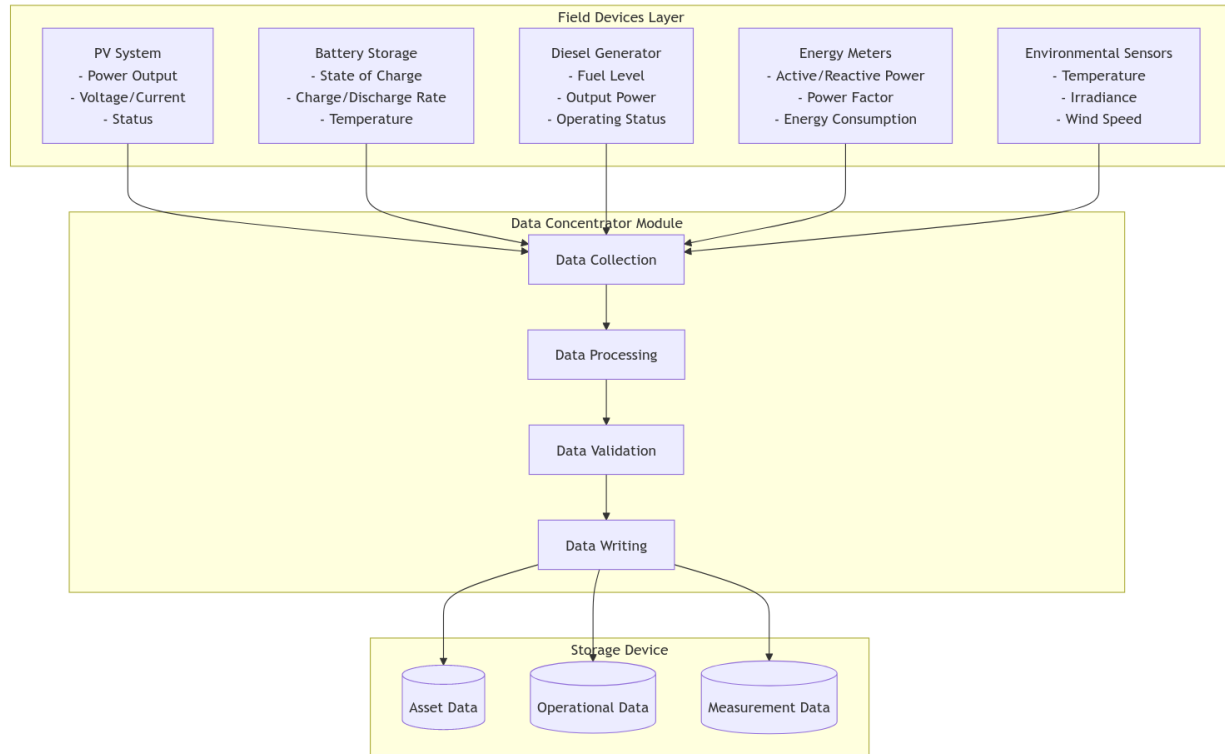 Field Devices Layer
PV System
- Power Output
- Voltage/Current
- Status
Battery Storage
- State of Charge
- Charge/Discharge Rate
- Temperature
Diesel Generator
- Fuel Level
- Output Power
- Operating Status
Energy Meters
- Active/Reactive Power
- Power Factor
- Energy Consumption
Environmental Sensors
- Temperature
- Irradiance
- Wind Speed
Data Concentrator Module
Data Collection
Data Processing
Data Validation
Data Writing
Storage Device
Asset Data
Operational Data
Measurement Data